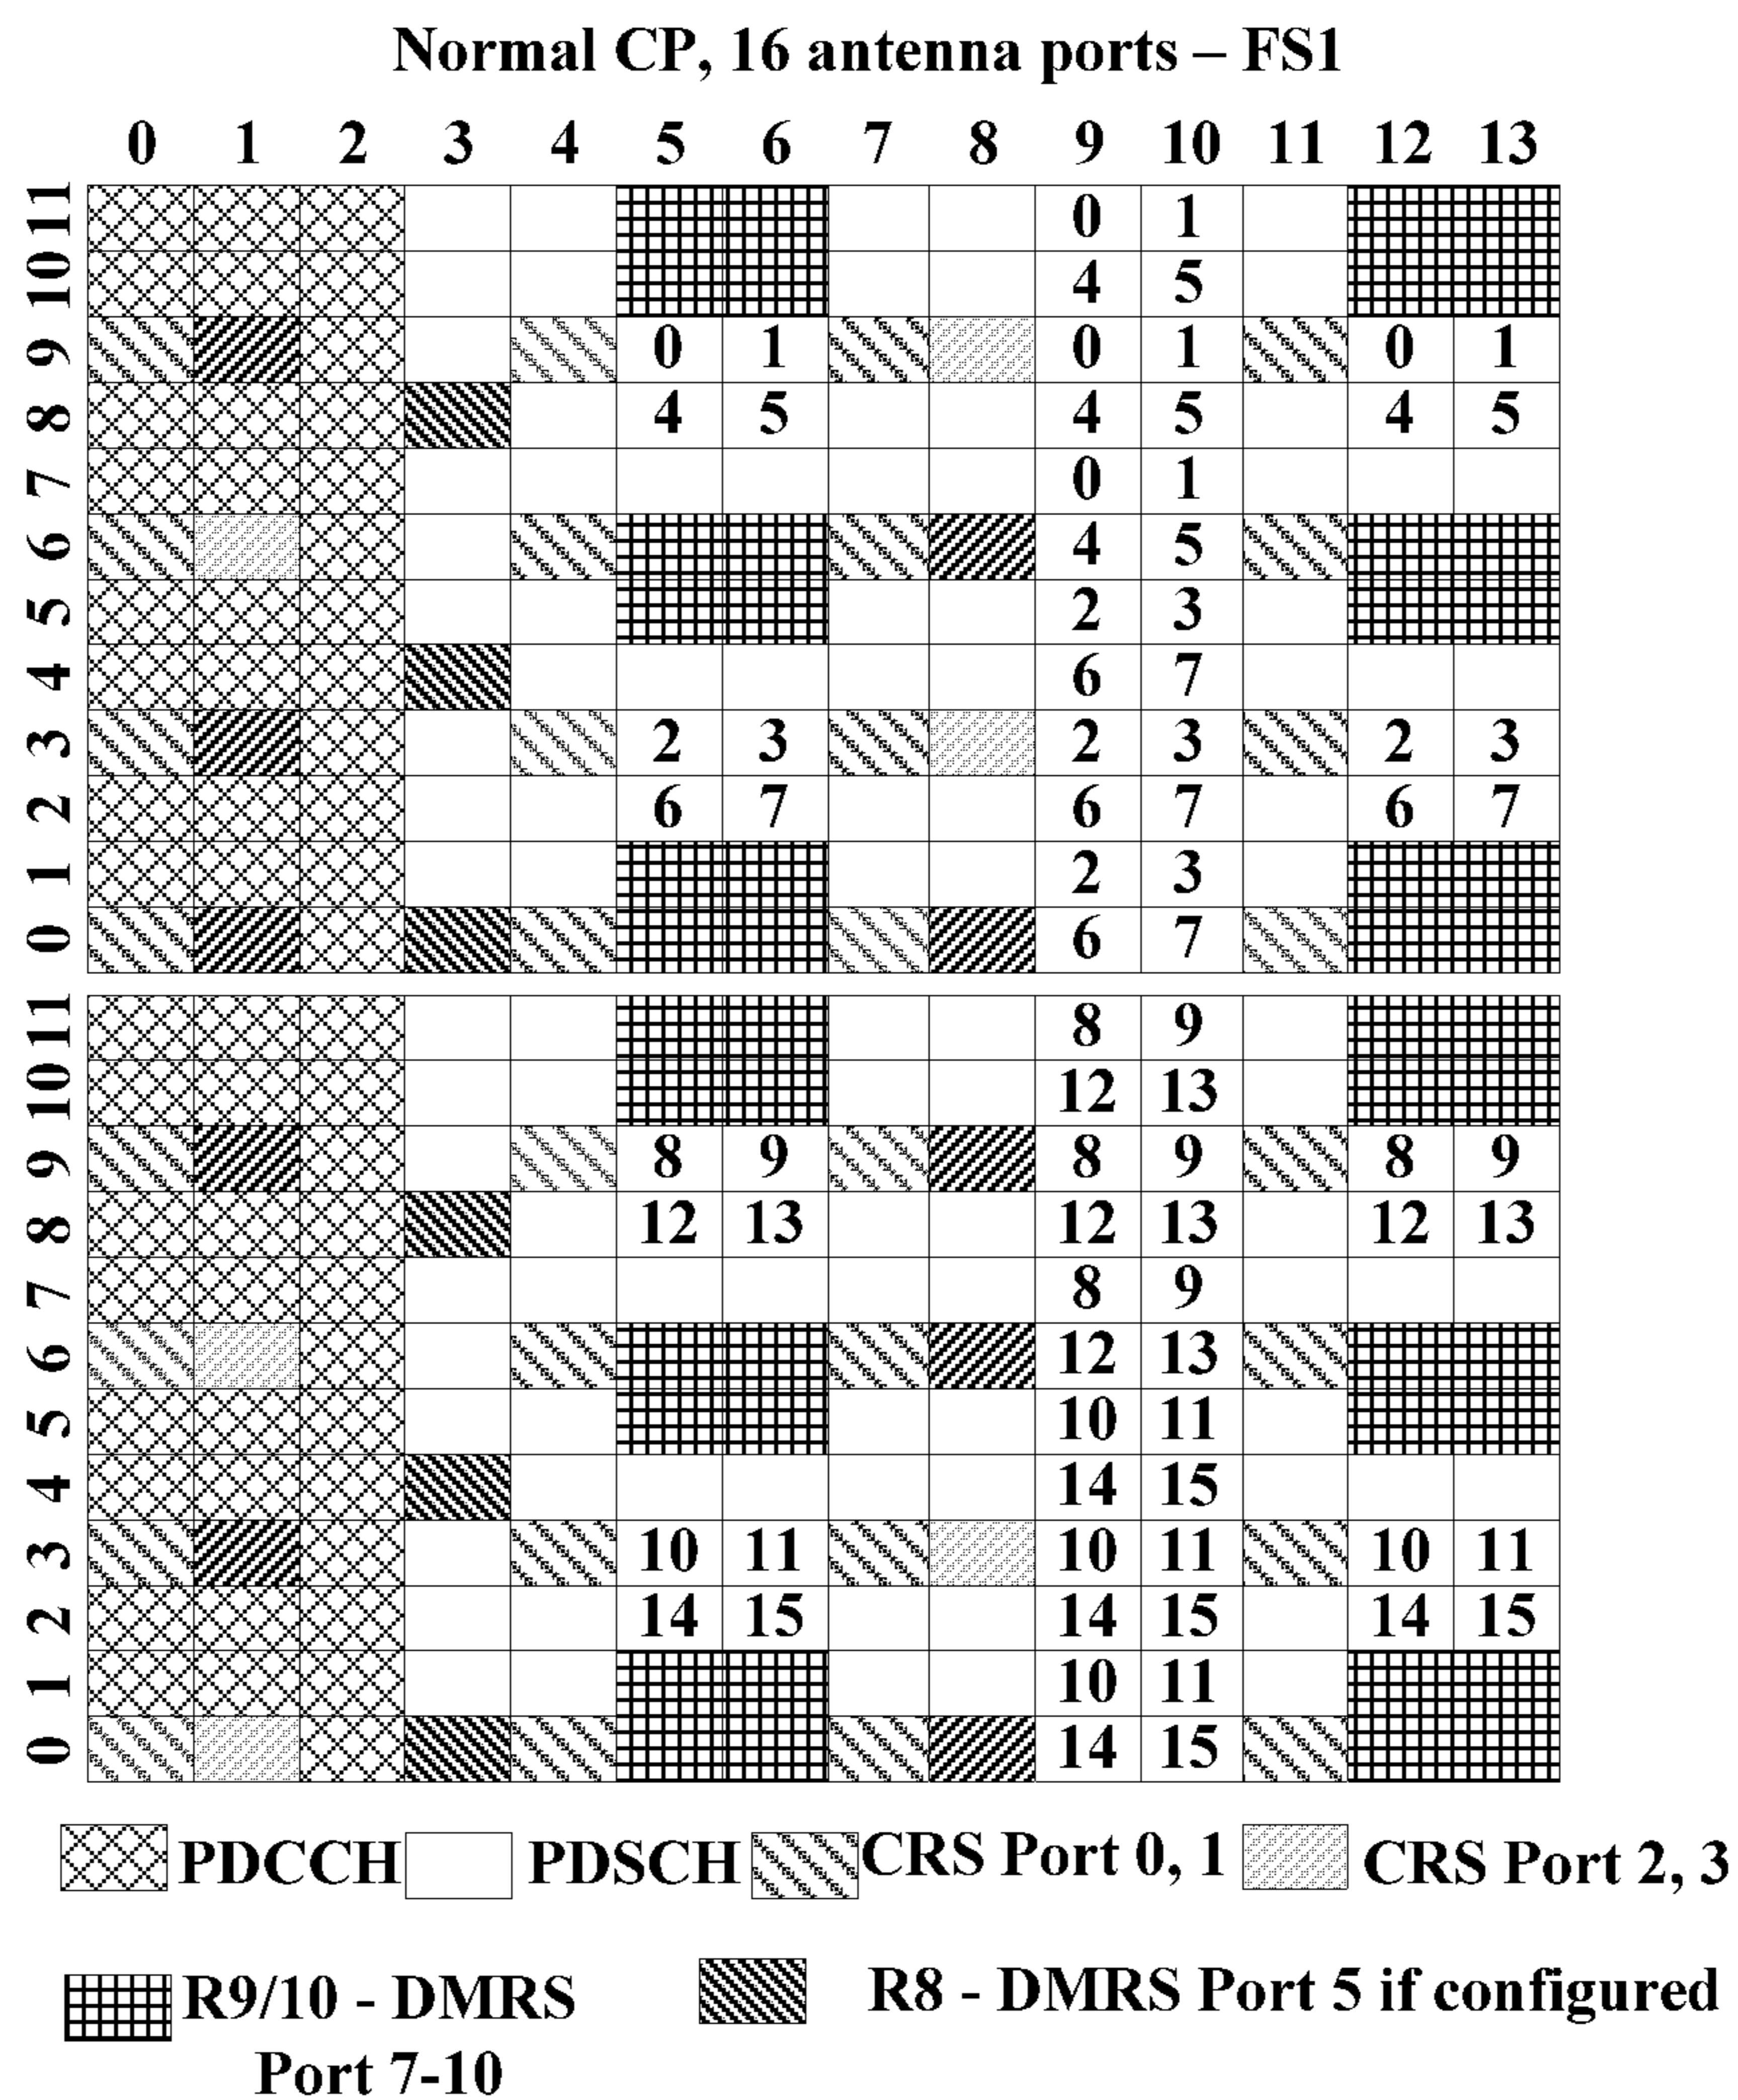 Normal CP, 16 antenna ports – FS1
0 1 2 3 4 5 6 7 8 9 10 11 12 13
11 0 1
10 4 5
9 0 1 0 1 0 1
8 4 5 4 5 4 5
7 0 1
6 4 5
5 2 3
4 6 7
3 2 3 2 3 2 3
2 6 7 6 7 6 7
1 2 3
0 6 7
11 8 9
10 12 13
9 8 9 8 9 8 9
8 12 13 12 13 12 13
7 8 9
6 12 13
5 10 11
4 14 15
3 10 11 10 11 10 11
2 14 15 14 15 14 15
1 10 11
0 14 15
PDCCH PDSCH CRS Port 0, 1 CRS Port 2, 3
R9/10 - DMRS R8 - DMRS Port 5 if configured
Port 7-10